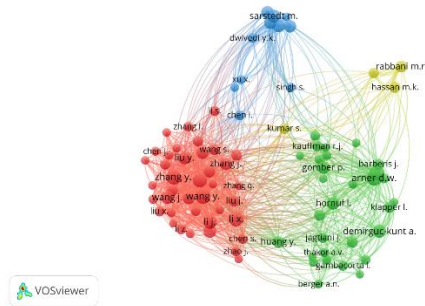 sarstedt m.
dwivedi y.k.
rabbani m.r
xu x.
singh s.
hassan m.k.
li s.
chen l.
zhang l.
kumar s.
kauffman r.j.
chen j.
wang s.
liu y.
zhang j.
gomber p.
barberis j.
zhang y.
arner d.w.
zhang q.
wang j.
wang y.
liu j.
hornuf l.
klapper l.
liu x.
li j.
li x.
demirguc-kunt a.
chen s.
huang y.
jagtiani j.
zhao j.
thakor a.v.
gambacorta l.
berger a.n.
VOSviewer